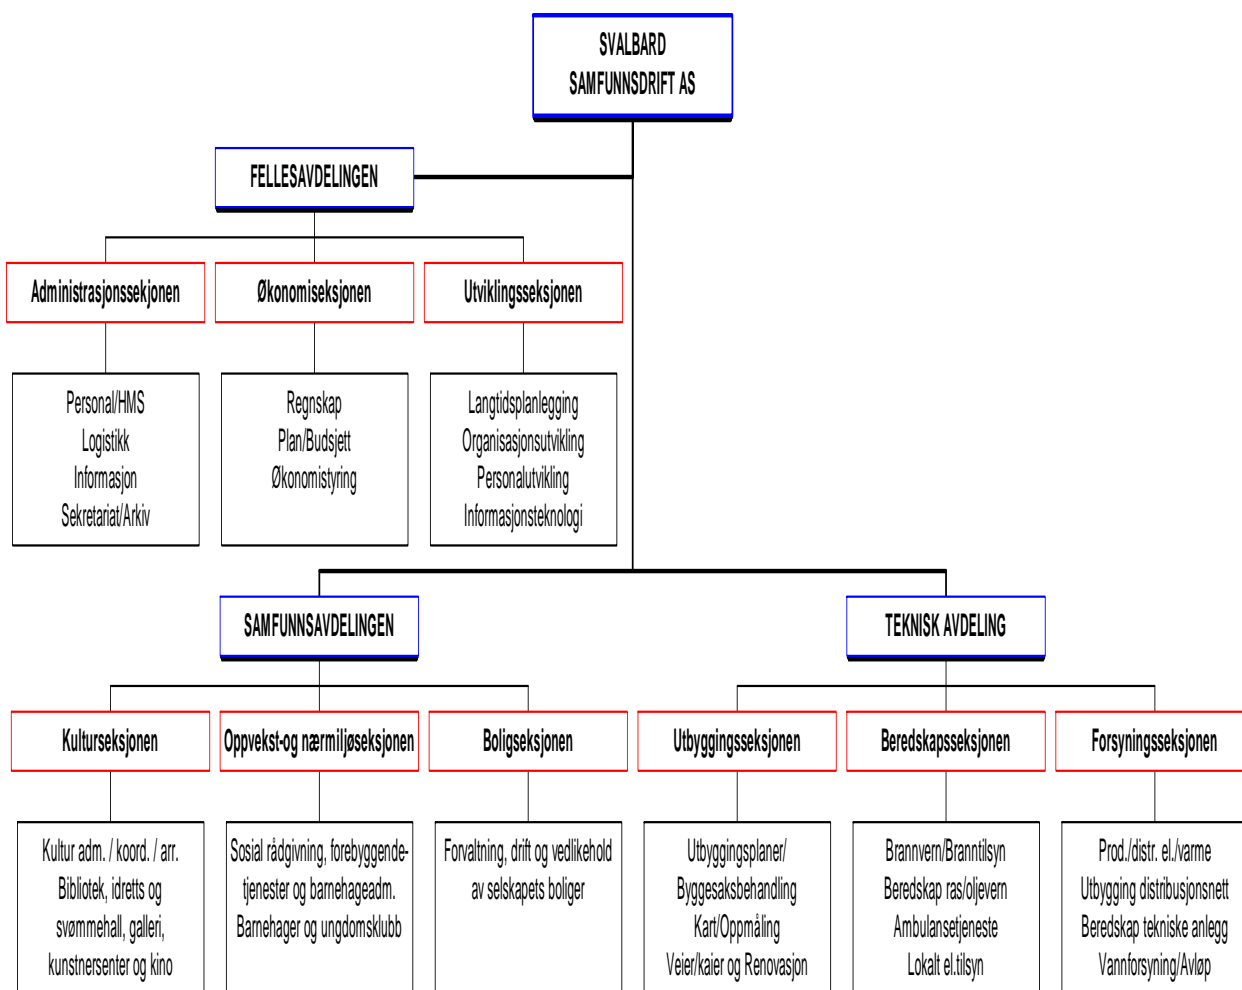 SVALBARD
SAMFUNNSDRIFT AS
FELLESAVDELINGEN
Administrasjonssekjonen
Økonomiseksjonen
Utviklingsseksjonen
Personal/HMS
Logistikk
Informasjon
Sekretariat/Arkiv
Regnskap
Plan/Budsjett
Økonomistyring
Langtidsplanlegging
Organisasjonsutvikling
Personalutvikling
Informasjonsteknologi
SAMFUNNSAVDELINGEN
TEKNISK AVDELING
Kulturseksjonen
Oppvekst-og nærmiljøseksjonen
Boligseksjonen
Utbyggingsseksjonen
Beredskapsseksjonen
Forsyningsseksjonen
Kultur adm. / koord. / arr.
Bibliotek, idretts og
svømmehall, galleri,
kunstnersenter og kino
Sosial rådgivning, forebyggende-
tjenester og barnehageadm.
Barnehager og ungdomsklubb
Forvaltning, drift og vedlikehold
av selskapets boliger
Utbyggingsplaner/
Byggesaksbehandling
Kart/Oppmåling
Veier/kaier og Renovasjon
Brannvern/Branntilsyn
Beredskap ras/oljevern
Ambulansetjeneste
Lokalt el.tilsyn
Prod./distr. el./varme
Utbygging distribusjonsnett
Beredskap tekniske anlegg
Vannforsyning/Avløp